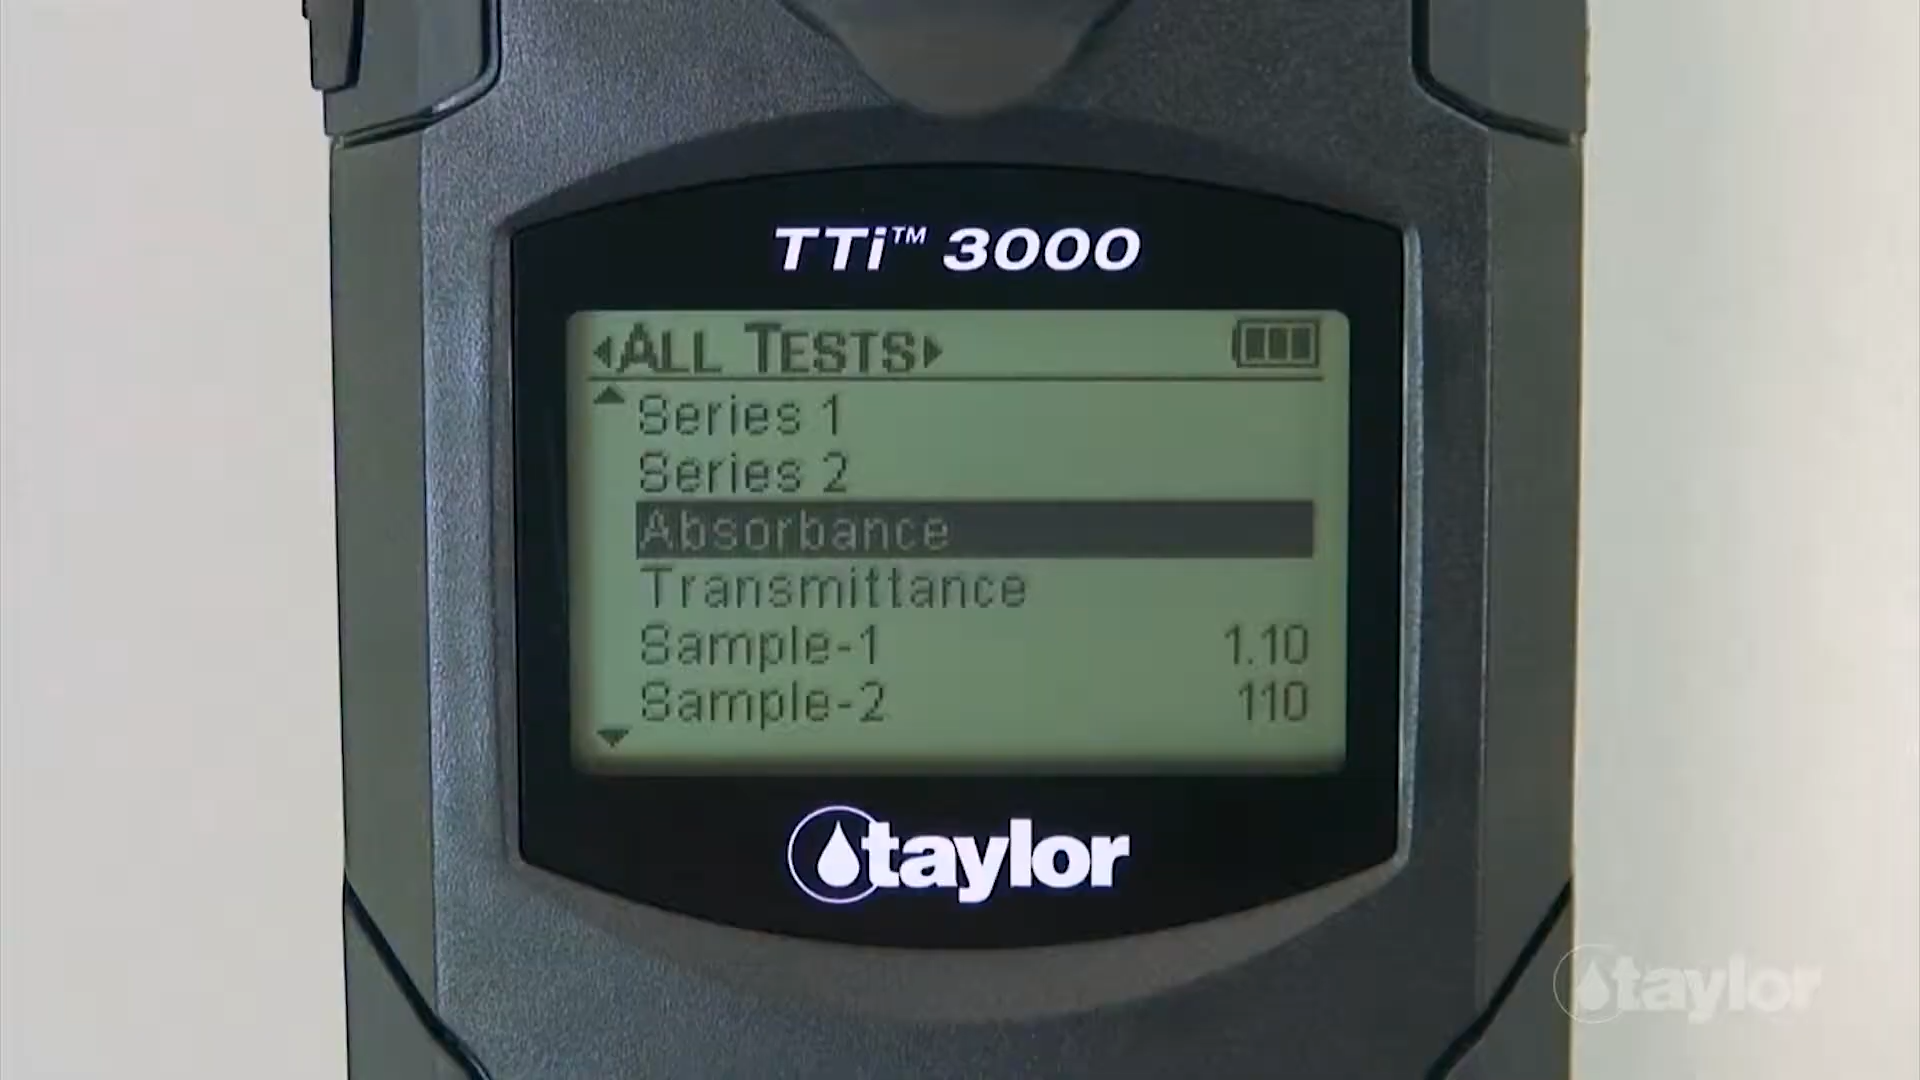 TTi™ 3000
ALL TESTS
Series 1
Series 2
Absorbance
Transmittance
Sample-1 1.10
Sample-2 110
taylor
taylor